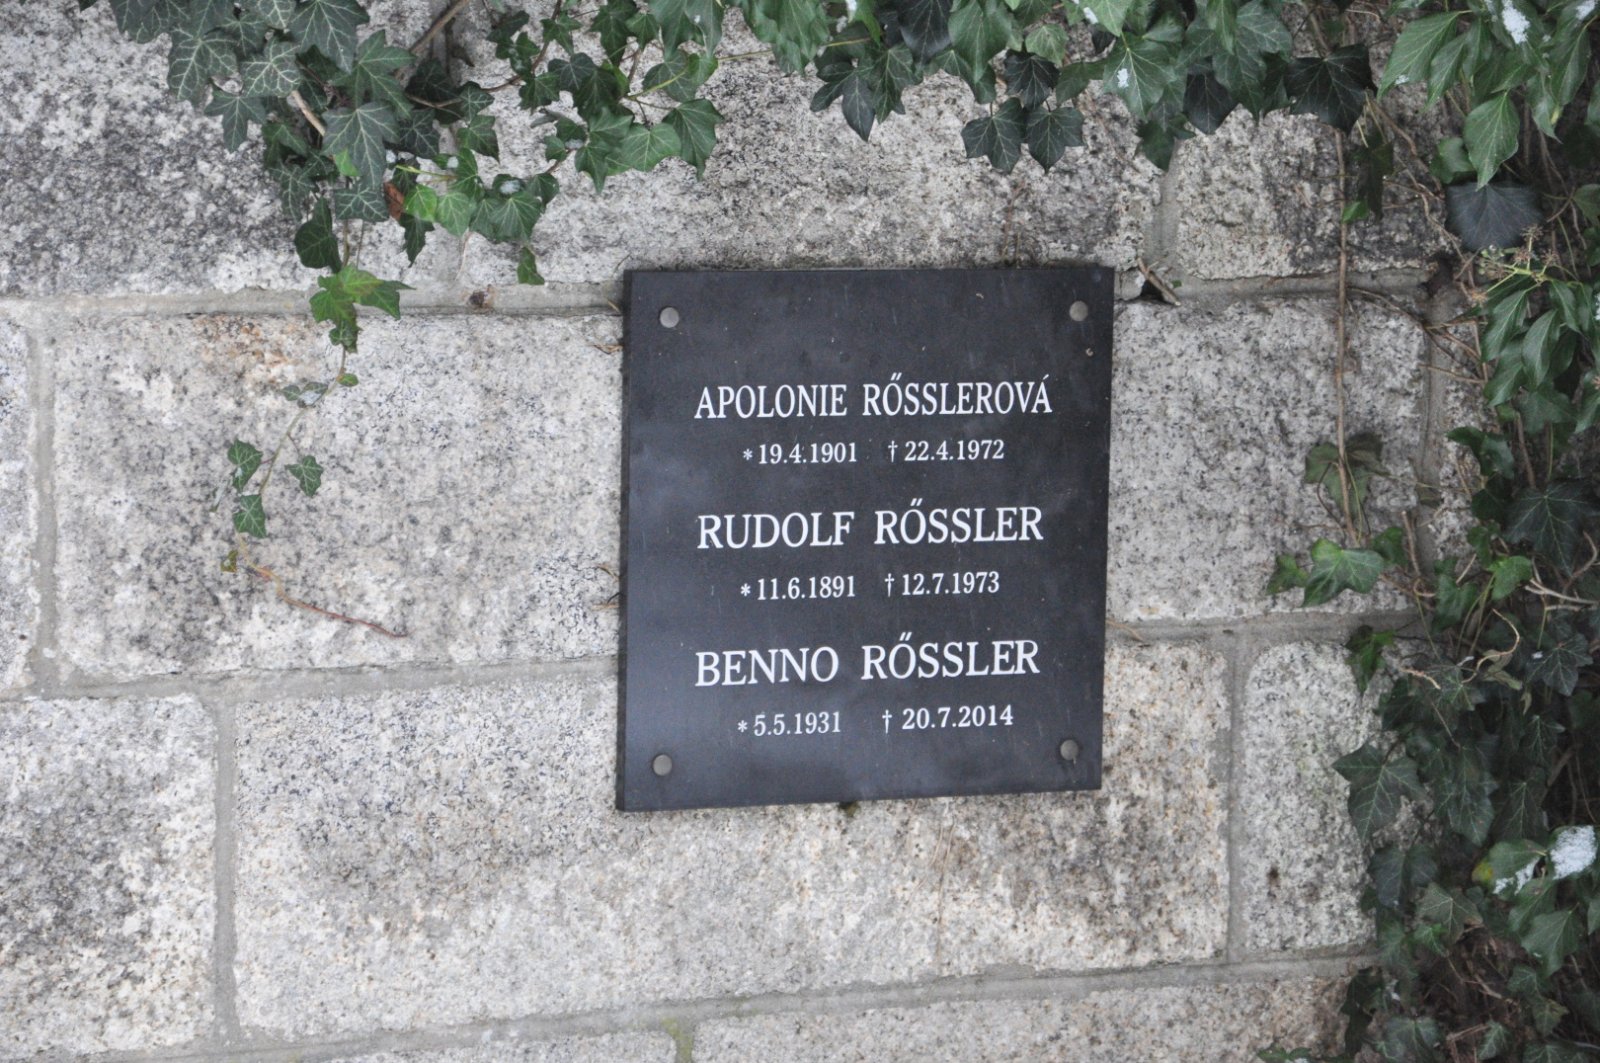 APOLONIE RŐSSLEROVÁ
*19.4.1901 †22.4.1972
RUDOLF RŐSSLER
*11.6.1891 †12.7.1973
BENNO RŐSSLER
*5.5.1931 †20.7.2014